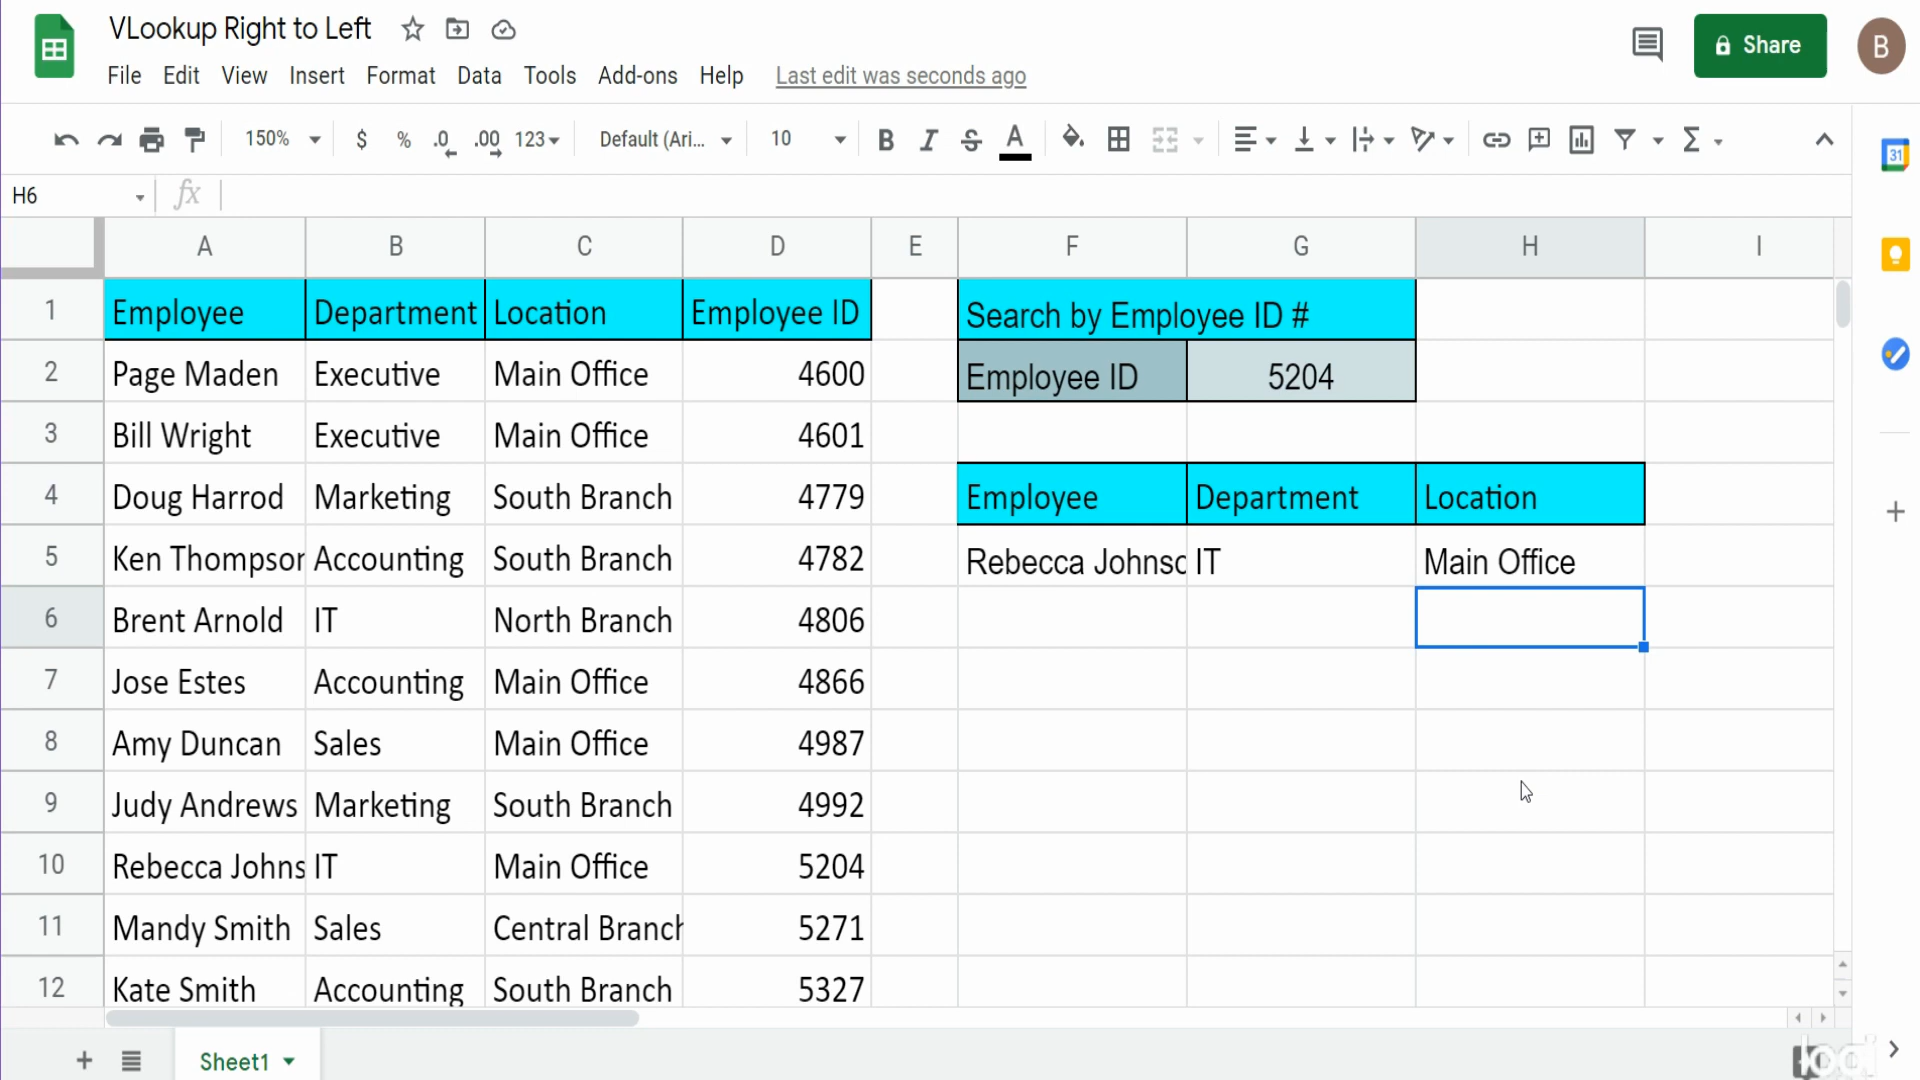 VLookup Right to Left
Share
B
File Edit View Insert Format Data Tools Add-ons Help Last edit was seconds ago
150% $ % .0 .00 123 Default (Ari... 10 B I S A Σ
31
H6 fx
A B C D E F G H I
1 Employee Department Location Employee ID Search by Employee ID #
2 Page Maden Executive Main Office 4600 Employee ID 5204
3 Bill Wright Executive Main Office 4601
4 Doug Harrod Marketing South Branch 4779 Employee Department Location
5 Ken Thompson Accounting South Branch 4782 Rebecca Johnso IT Main Office
6 Brent Arnold IT North Branch 4806
7 Jose Estes Accounting Main Office 4866
8 Amy Duncan Sales Main Office 4987
9 Judy Andrews Marketing South Branch 4992
10 Rebecca Johns IT Main Office 5204
11 Mandy Smith Sales Central Branch 5271
12 Kate Smith Accounting South Branch 5327
Sheet1